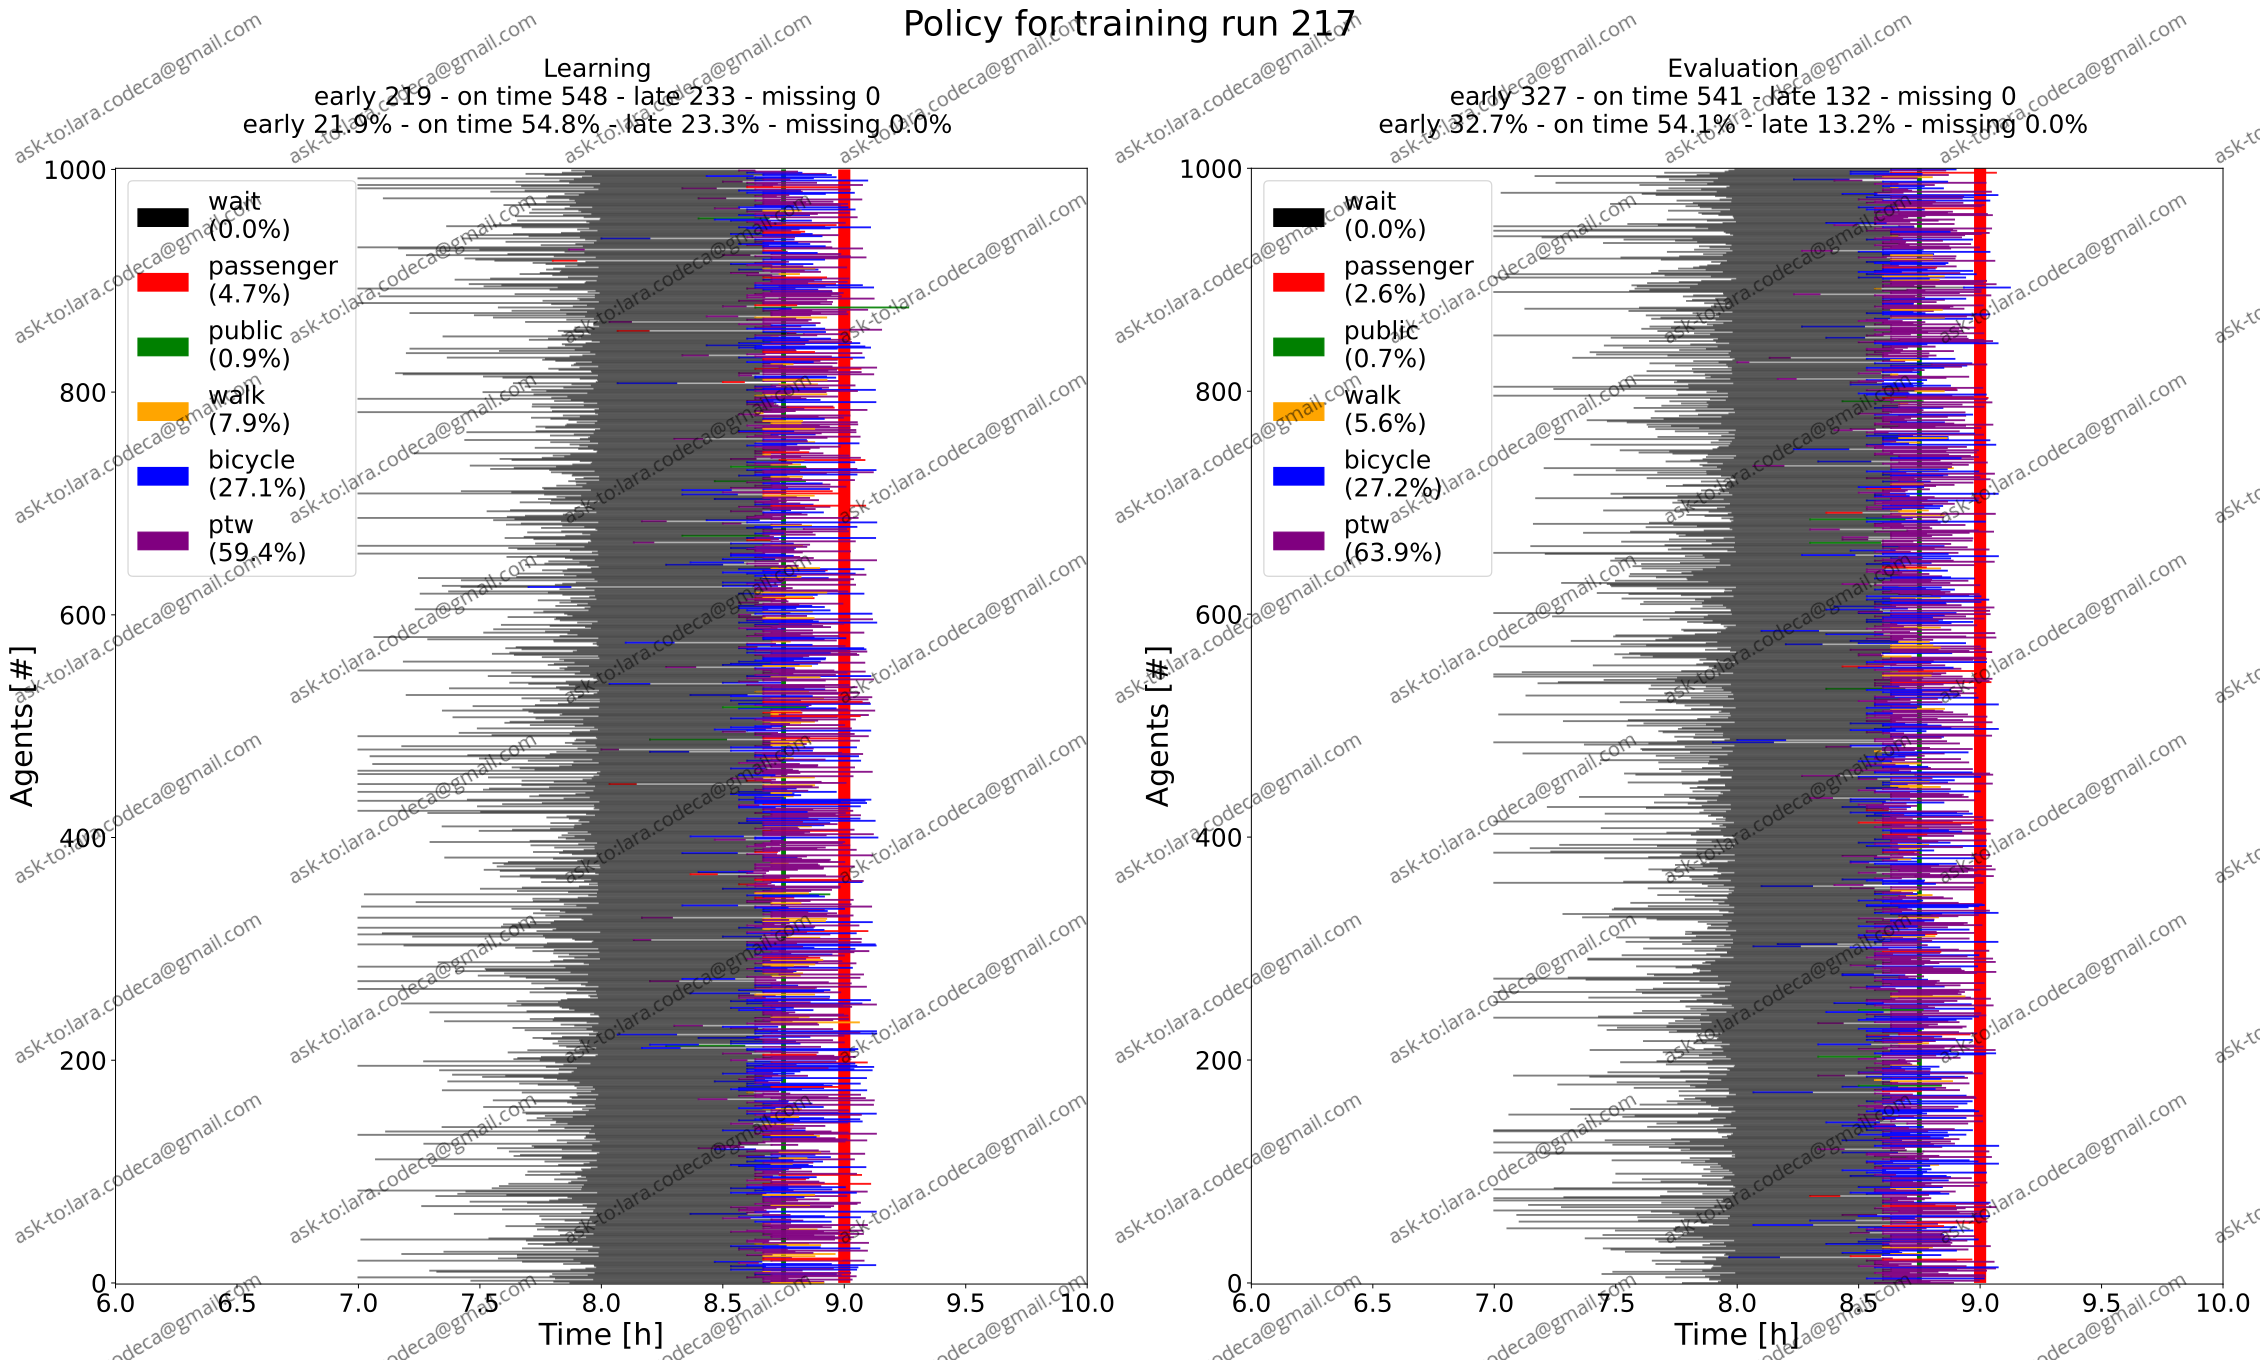 Policy for training run 217
Learning
early 219 - on time 548 - late 233 - missing 0
early 21.9% - on time 54.8% - late 23.3% - missing 0.0%
1000
800
600
400
200
0
Agents [#]
wait
(0.0%)
passenger
(4.7%)
public
(0.9%)
walk
(7.9%)
bicycle
(27.1%)
ptw
(59.4%)
6.0 6.5 7.0 7.5 8.0 8.5 9.0 9.5 10.0
Time [h]
Evaluation
early 327 - on time 541 - late 132 - missing 0
early 32.7% - on time 54.1% - late 13.2% - missing 0.0%
1000
800
600
400
200
0
Agents [#]
wait
(0.0%)
passenger
(2.6%)
public
(0.7%)
walk
(5.6%)
bicycle
(27.2%)
ptw
(63.9%)
6.0 6.5 7.0 7.5 8.0 8.5 9.0 9.5 10.0
Time [h]
ask-to:lara.codeca@gmail.com